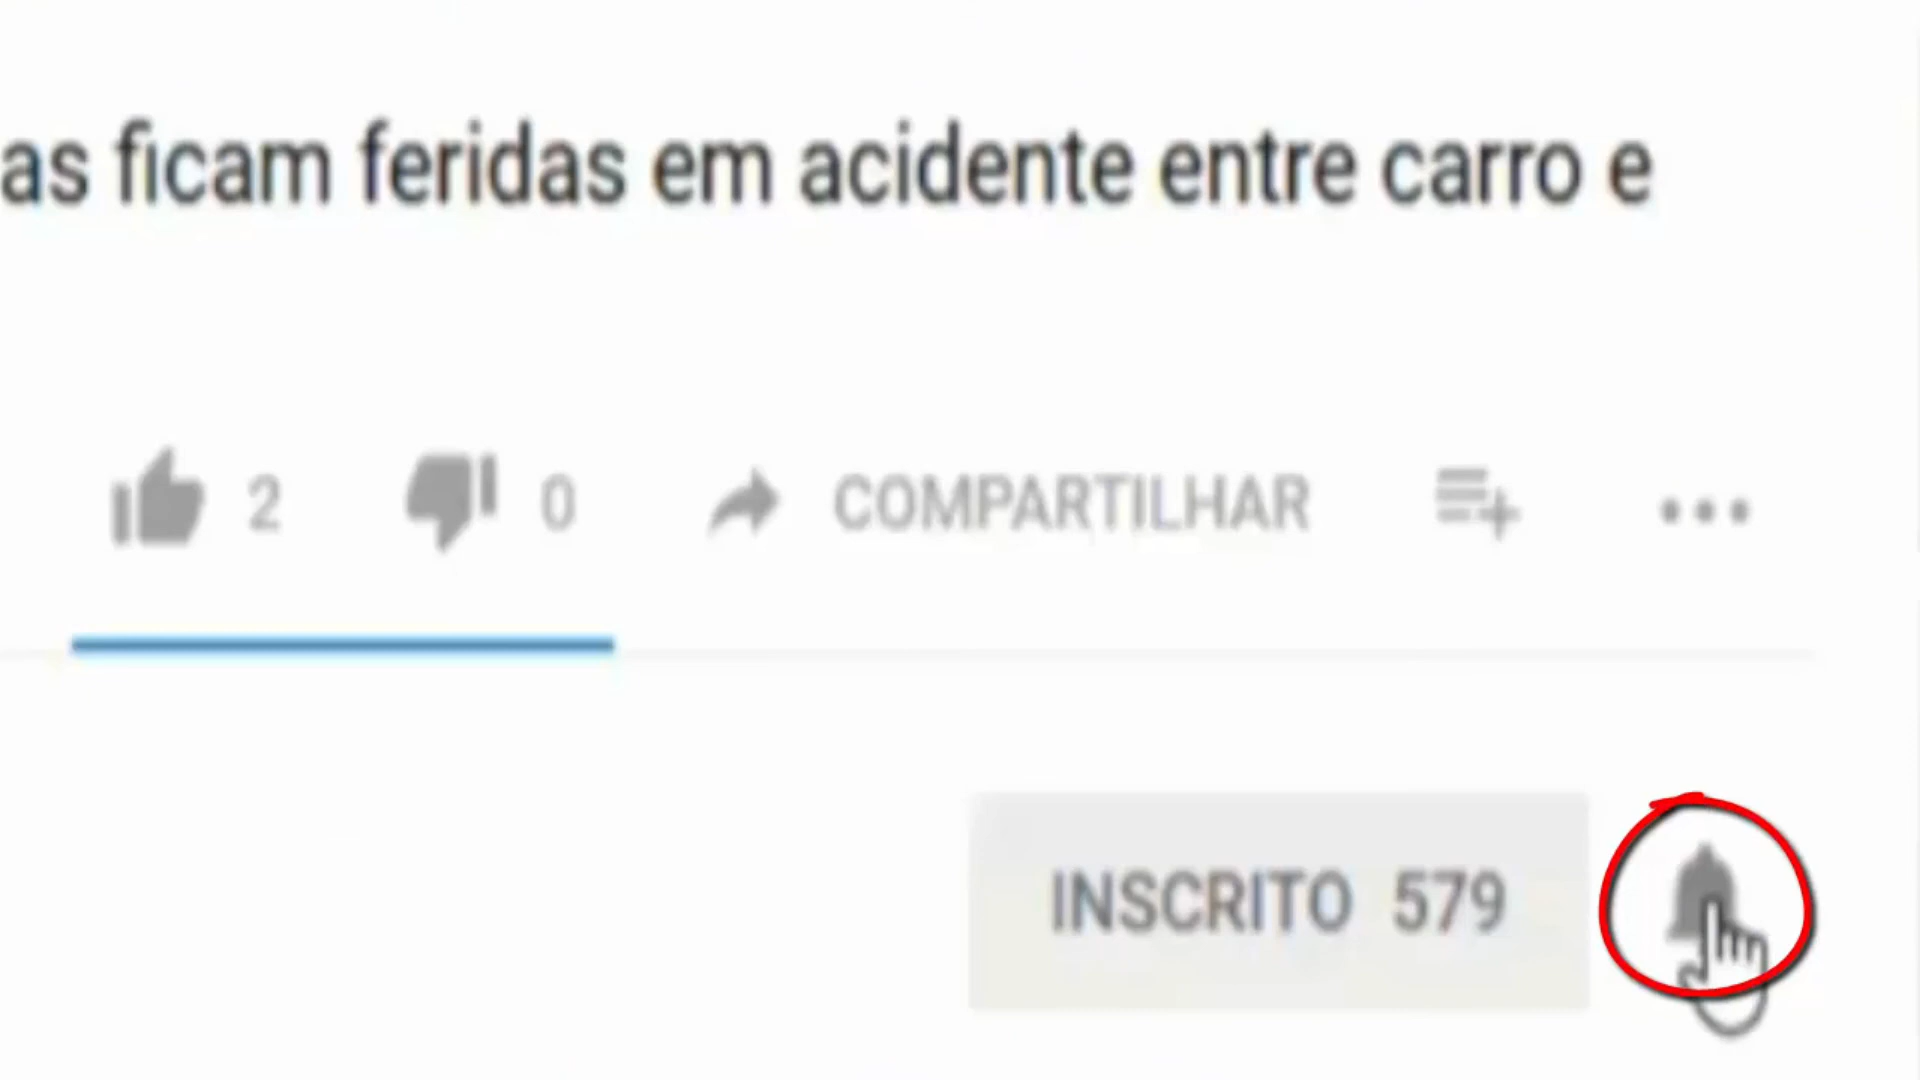 as ficam feridas em acidente entre carro e
2 0 COMPARTILHAR
INSCRITO 579